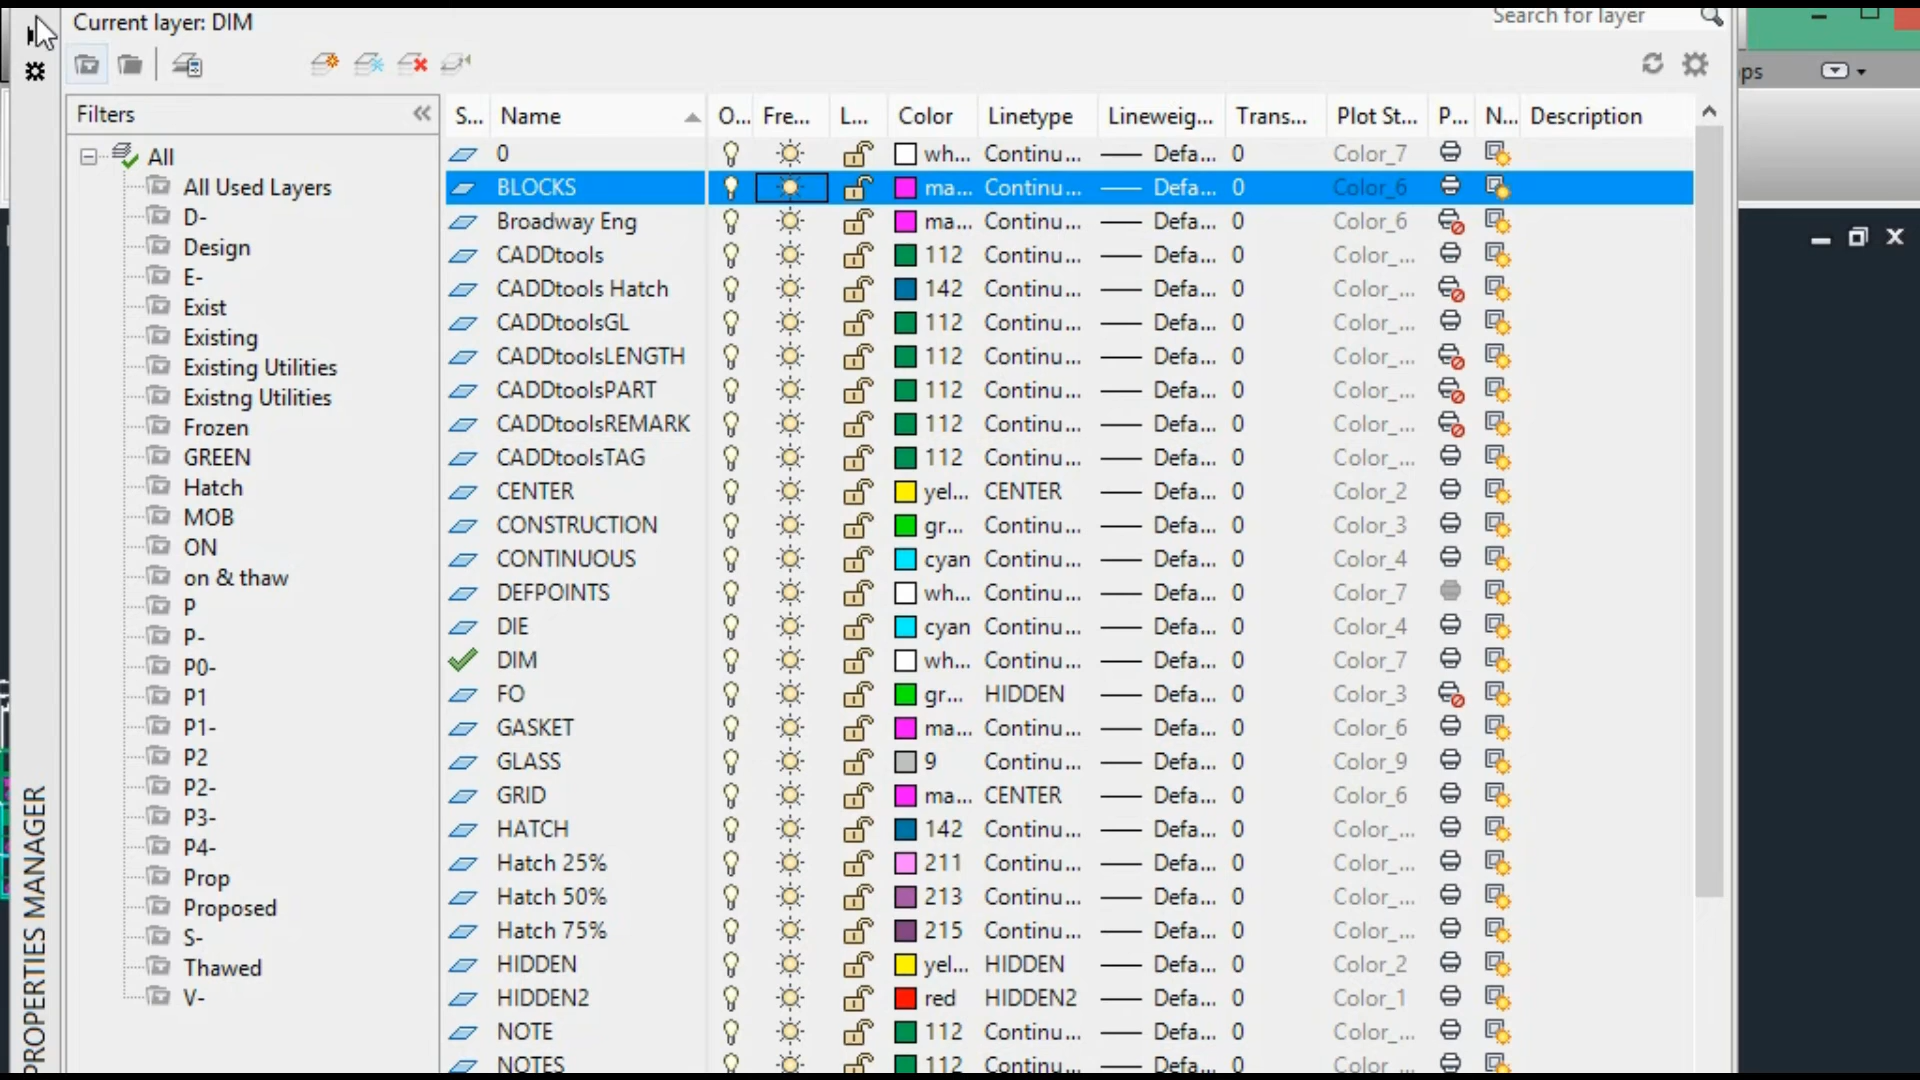 Current layer: DIM
Search for layer
ps
Filters
S... Name O... Fre... L... Color Linetype Lineweig... Trans... Plot St... P... N... Description
All
All Used Layers
D-
Design
E-
Exist
Existing
Existing Utilities
Existng Utilities
Frozen
GREEN
Hatch
MOB
ON
on & thaw
P
P-
P0-
P1
P1-
P2
P2-
P3-
P4-
Prop
Proposed
S-
Thawed
V-
0 wh... Continu... Defa... 0 Color_7
BLOCKS ma... Continu... Defa... 0 Color_6
Broadway Eng ma... Continu... Defa... 0 Color_6
CADDtools 112 Continu... Defa... 0 Color_...
CADDtools Hatch 142 Continu... Defa... 0 Color_...
CADDtoolsGL 112 Continu... Defa... 0 Color_...
CADDtoolsLENGTH 112 Continu... Defa... 0 Color_...
CADDtoolsPART 112 Continu... Defa... 0 Color_...
CADDtoolsREMARK 112 Continu... Defa... 0 Color_...
CADDtoolsTAG 112 Continu... Defa... 0 Color_...
CENTER yel... CENTER Defa... 0 Color_2
CONSTRUCTION gr... Continu... Defa... 0 Color_3
CONTINUOUS cyan Continu... Defa... 0 Color_4
DEFPOINTS wh... Continu... Defa... 0 Color_7
DIE cyan Continu... Defa... 0 Color_4
DIM wh... Continu... Defa... 0 Color_7
FO gr... HIDDEN Defa... 0 Color_3
GASKET ma... Continu... Defa... 0 Color_6
GLASS 9 Continu... Defa... 0 Color_9
GRID ma... CENTER Defa... 0 Color_6
HATCH 142 Continu... Defa... 0 Color_...
Hatch 25% 211 Continu... Defa... 0 Color_...
Hatch 50% 213 Continu... Defa... 0 Color_...
Hatch 75% 215 Continu... Defa... 0 Color_...
HIDDEN yel... HIDDEN Defa... 0 Color_2
HIDDEN2 red HIDDEN2 Defa... 0 Color_1
NOTE 112 Continu... Defa... 0 Color_...
NOTES 112 Continu... Defa... 0 Color_...
PROPERTIES MANAGER